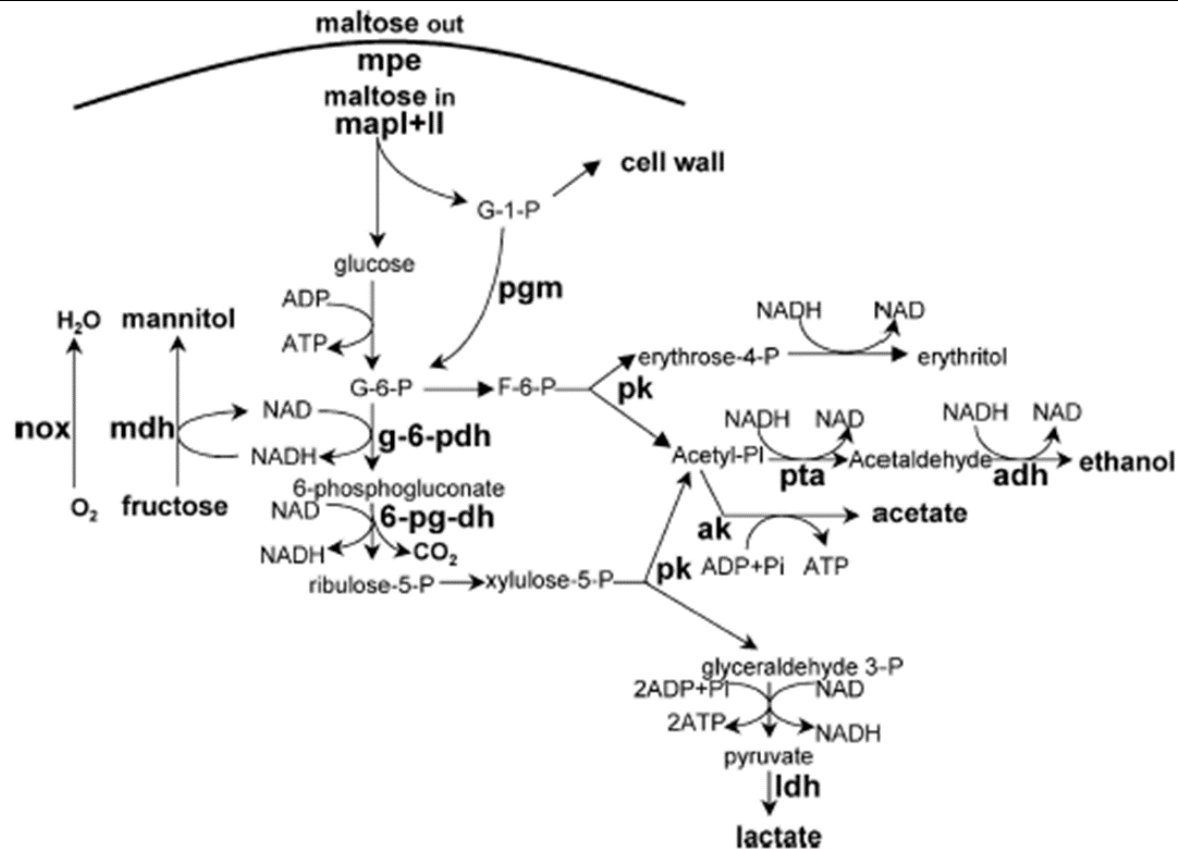 maltose out
mpe
maltose in
mapI+II
cell wall
G-1-P
glucose
pgm
ADP
ATP
H₂O mannitol
NADH NAD
erythrose-4-P erythritol
G-6-P F-6-P pk
nox mdh NAD
NADH g-6-pdh
NADH NAD NADH NAD
Acetyl-PI Acetaldehyde ethanol
pta adh
6-phosphogluconate
O₂ fructose NAD
6-pg-dh
NADH CO₂
ak acetate
ADP+Pi ATP
ribulose-5-P xylulose-5-P pk
glyceraldehyde 3-P
2ADP+PI NAD
2ATP NADH
pyruvate
ldh
lactate